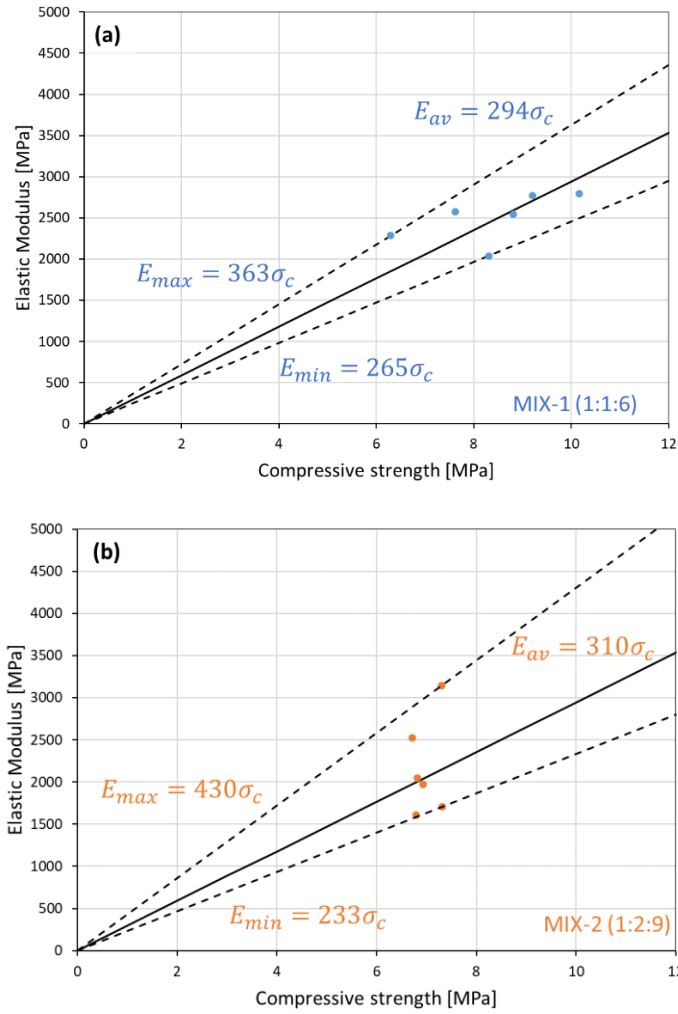 (a)
5000
4500
4000
3500
3000
2500
2000
1500
1000
500
0
Elastic Modulus [MPa]
E_av = 294σ_c
E_max = 363σ_c
E_min = 265σ_c
MIX-1 (1:1:6)
0 2 4 6 8 10 12
Compressive strength [MPa]
(b)
5000
4500
4000
3500
3000
2500
2000
1500
1000
500
0
Elastic Modulus [MPa]
E_av = 310σ_c
E_max = 430σ_c
E_min = 233σ_c
MIX-2 (1:2:9)
0 2 4 6 8 10 12
Compressive strength [MPa]